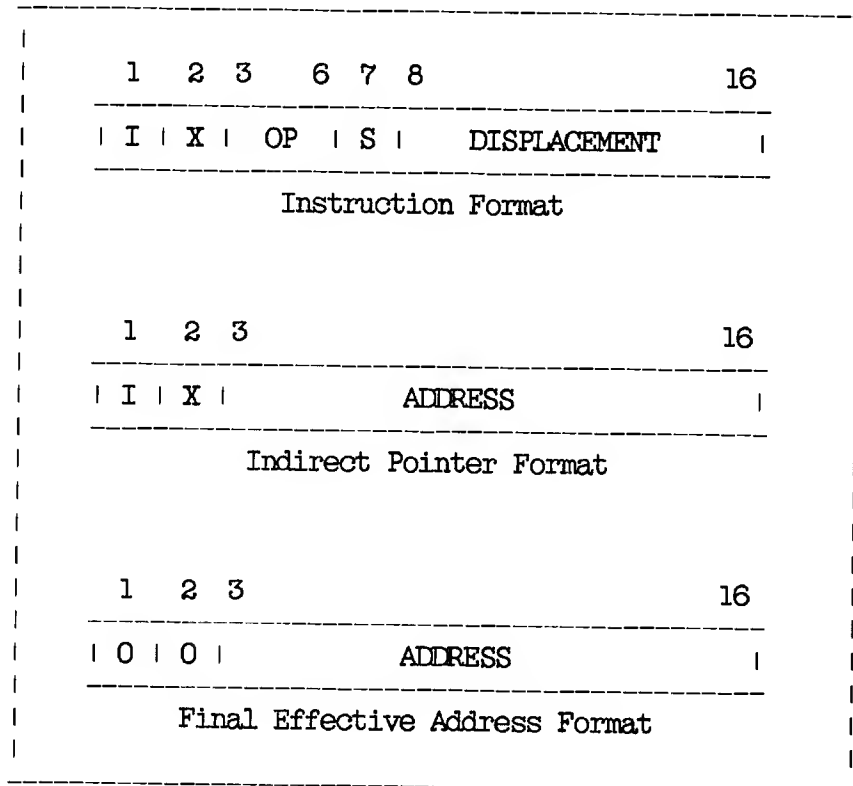 1 2 3 6 7 8 16
| I | X | OP | S | DISPLACEMENT |
Instruction Format
1 2 3 16
| I | X | ADDRESS |
Indirect Pointer Format
1 2 3 16
| 0 | 0 | ADDRESS |
Final Effective Address Format